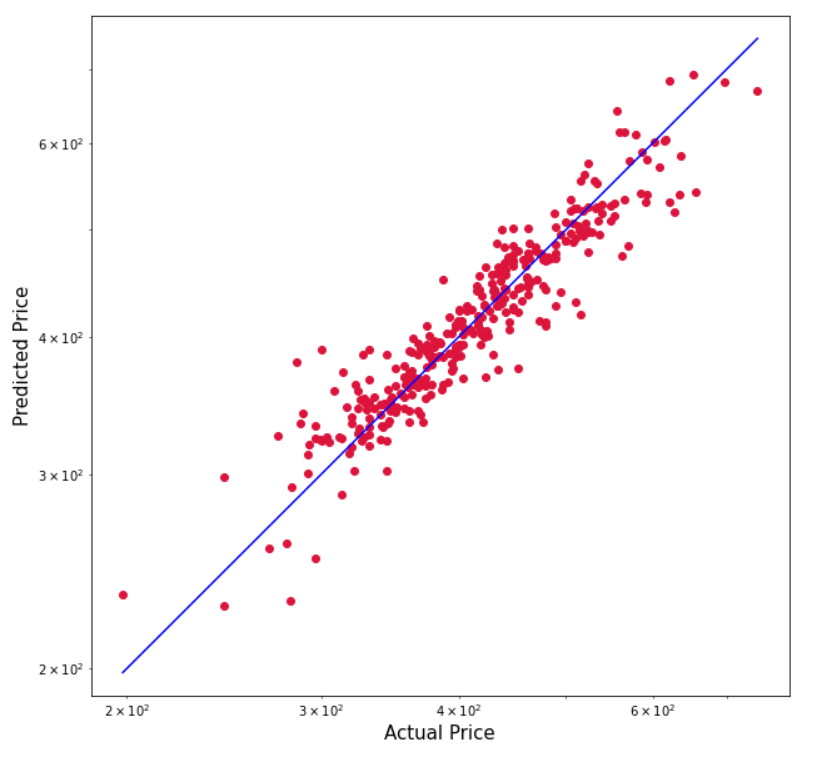 6 × 10²
4 × 10²
3 × 10²
2 × 10²
Predicted Price
2 × 10²
3 × 10²
4 × 10²
6 × 10²
Actual Price